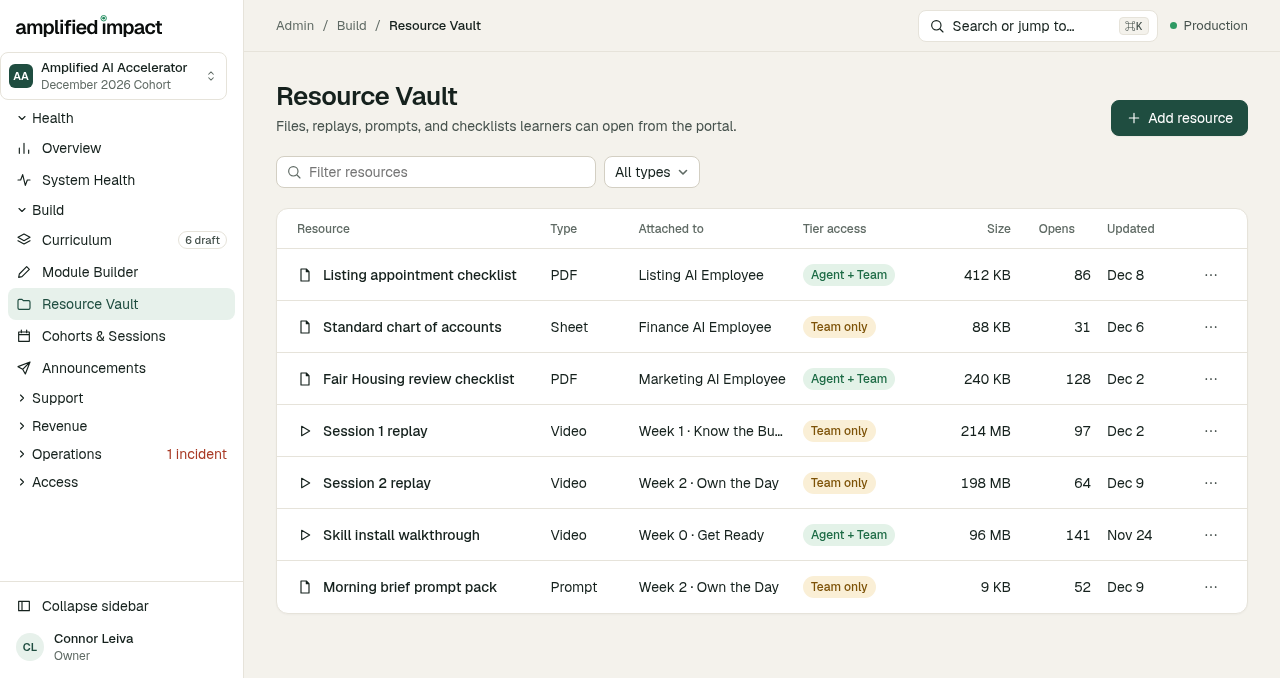 amplified impact
AA
Amplified AI Accelerator
December 2026 Cohort
Health
Overview
System Health
Build
Curriculum 6 draft
Module Builder
Resource Vault
Cohorts & Sessions
Announcements
Support
Revenue
Operations 1 incident
Access
Collapse sidebar
CL
Connor Leiva
Owner
Admin / Build / Resource Vault
Search or jump to... ⌘K
Production
Resource Vault
Files, replays, prompts, and checklists learners can open from the portal.
+ Add resource
Filter resources
All types
Resource Type Attached to Tier access Size Opens Updated
Listing appointment checklist PDF Listing AI Employee Agent + Team 412 KB 86 Dec 8 ...
Standard chart of accounts Sheet Finance AI Employee Team only 88 KB 31 Dec 6 ...
Fair Housing review checklist PDF Marketing AI Employee Agent + Team 240 KB 128 Dec 2 ...
Session 1 replay Video Week 1 · Know the Bu... Team only 214 MB 97 Dec 2 ...
Session 2 replay Video Week 2 · Own the Day Team only 198 MB 64 Dec 9 ...
Skill install walkthrough Video Week 0 · Get Ready Agent + Team 96 MB 141 Nov 24 ...
Morning brief prompt pack Prompt Week 2 · Own the Day Team only 9 KB 52 Dec 9 ...